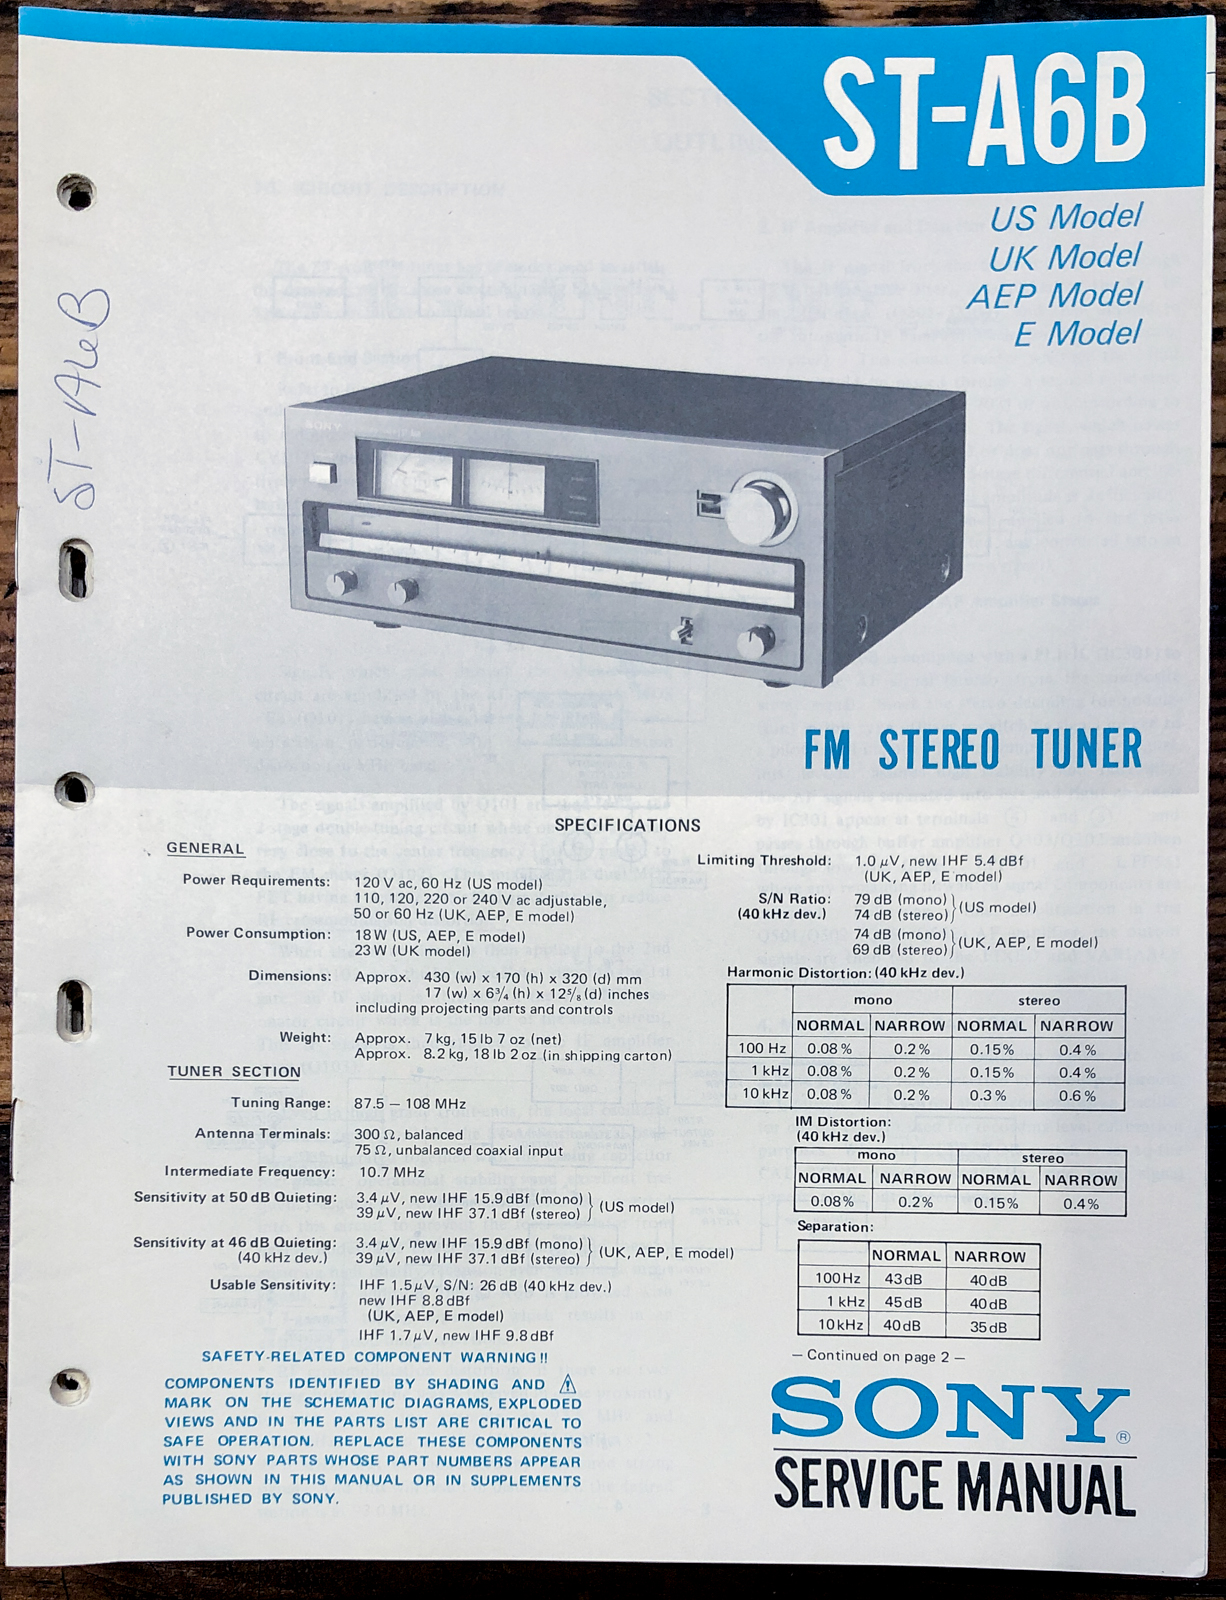 ST-A6B
US Model
UK Model
AEP Model
E Model
ST-A6B
SONY
FM STEREO TUNER
SPECIFICATIONS
GENERAL
Power Requirements: 120 V ac, 60 Hz (US model)
110, 120, 220 or 240 V ac adjustable,
50 or 60 Hz (UK, AEP, E model)
Power Consumption: 18 W (US, AEP, E model)
23 W (UK model)
Dimensions: Approx. 430 (w) x 170 (h) x 320 (d) mm
17 (w) x 6¾ (h) x 12⅝ (d) inches
including projecting parts and controls
Weight: Approx. 7 kg, 15 lb 7 oz (net)
Approx. 8.2 kg, 18 lb 2 oz (in shipping carton)
TUNER SECTION
Tuning Range: 87.5 – 108 MHz
Antenna Terminals: 300 Ω, balanced
75 Ω, unbalanced coaxial input
Intermediate Frequency: 10.7 MHz
Sensitivity at 50 dB Quieting: 3.4 μV, new IHF 15.9 dBf (mono)
39 μV, new IHF 37.1 dBf (stereo) } (US model)
Sensitivity at 46 dB Quieting: 3.4 μV, new IHF 15.9 dBf (mono)
(40 kHz dev.) 39 μV, new IHF 37.1 dBf (stereo) } (UK, AEP, E model)
Usable Sensitivity: IHF 1.5 μV, S/N: 26 dB (40 kHz dev.)
new IHF 8.8 dBf
(UK, AEP, E model)
IHF 1.7 μV, new IHF 9.8 dBf
SAFETY-RELATED COMPONENT WARNING!!
COMPONENTS IDENTIFIED BY SHADING AND ⚠
MARK ON THE SCHEMATIC DIAGRAMS, EXPLODED
VIEWS AND IN THE PARTS LIST ARE CRITICAL TO
SAFE OPERATION. REPLACE THESE COMPONENTS
WITH SONY PARTS WHOSE PART NUMBERS APPEAR
AS SHOWN IN THIS MANUAL OR IN SUPPLEMENTS
PUBLISHED BY SONY.
Limiting Threshold: 1.0 μV, new IHF 5.4 dBf
(UK, AEP, E model)
S/N Ratio: 79 dB (mono)
(40 kHz dev.) 74 dB (stereo) } (US model)
74 dB (mono)
69 dB (stereo) } (UK, AEP, E model)
Harmonic Distortion: (40 kHz dev.)
mono stereo
NORMAL NARROW NORMAL NARROW
100 Hz 0.08 % 0.2 % 0.15 % 0.4 %
1 kHz 0.08 % 0.2 % 0.15 % 0.4 %
10 kHz 0.08 % 0.2 % 0.3 % 0.6 %
IM Distortion:
(40 kHz dev.)
mono stereo
NORMAL NARROW NORMAL NARROW
0.08% 0.2% 0.15% 0.4%
Separation:
NORMAL NARROW
100 Hz 43 dB 40 dB
1 kHz 45 dB 40 dB
10 kHz 40 dB 35 dB
– Continued on page 2 –
SONY®
SERVICE MANUAL